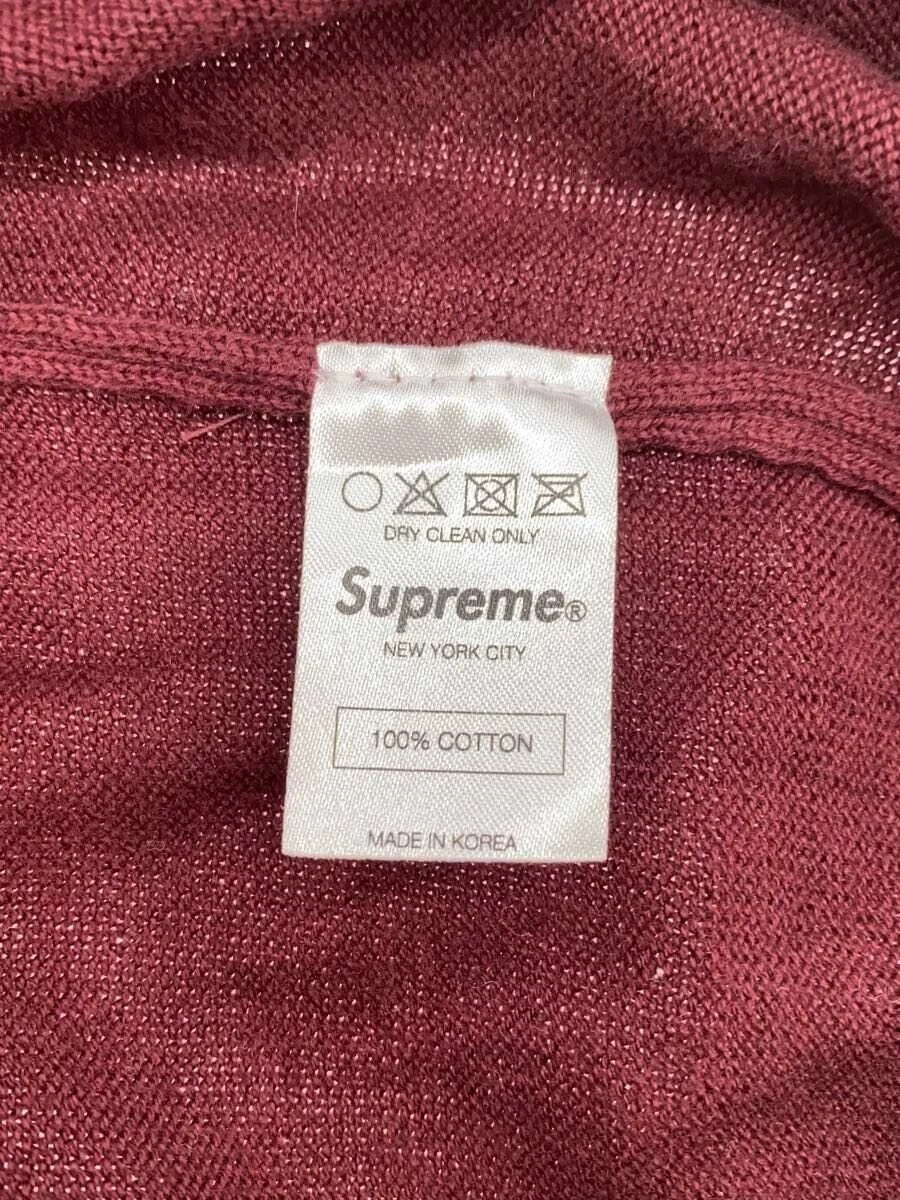 DRY CLEAN ONLY
Supreme®
NEW YORK CITY
100% COTTON
MADE IN KOREA